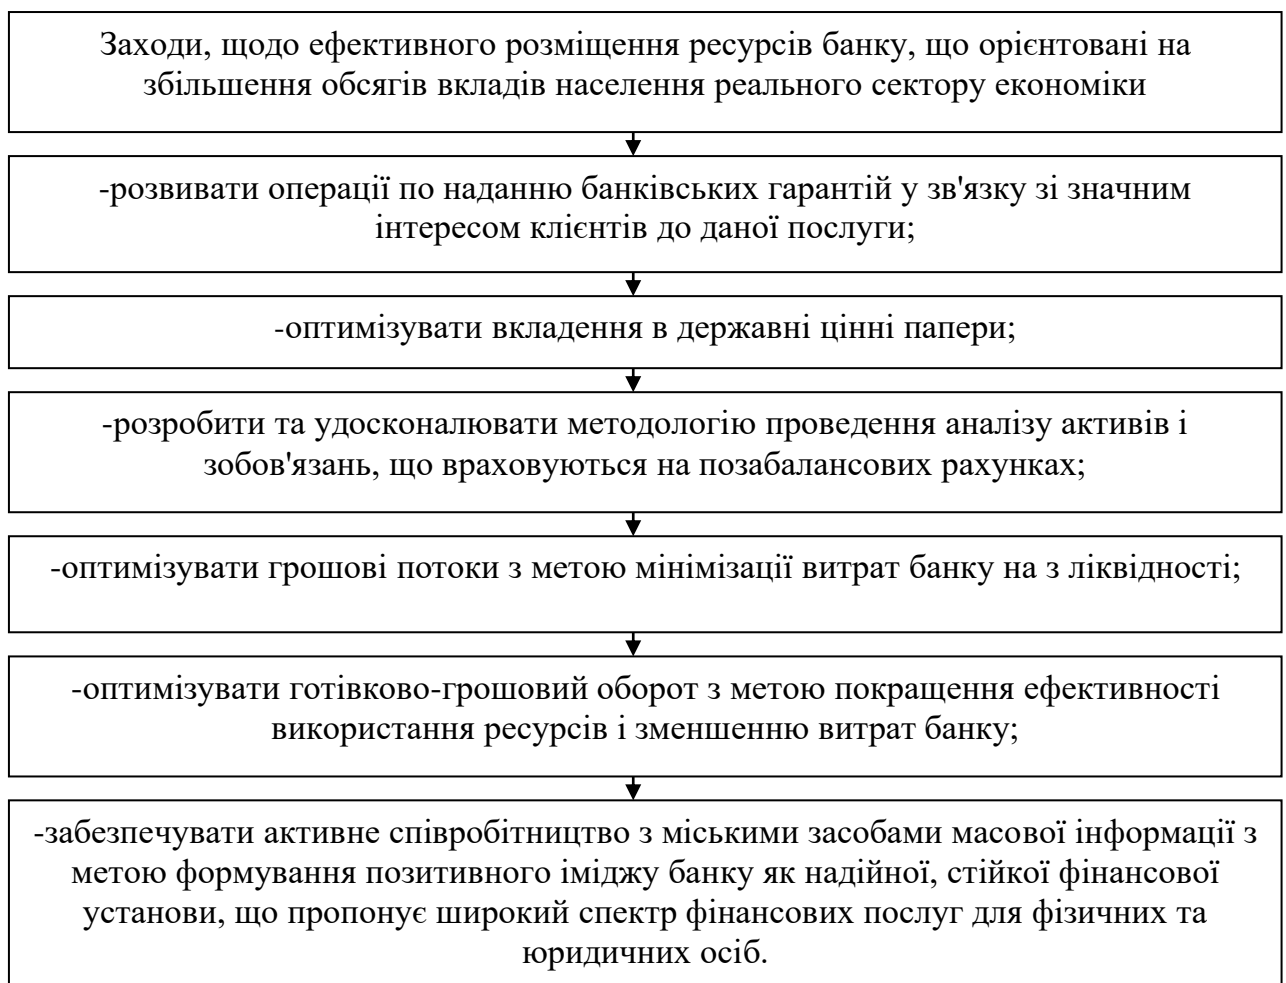 Заходи, щодо ефективного розміщення ресурсів банку, що орієнтовані на
збільшення обсягів вкладів населення реального сектору економіки
-розвивати операції по наданню банківських гарантій у зв'язку зі значним
інтересом клієнтів до даної послуги;
-оптимізувати вкладення в державні цінні папери;
-розробити та удосконалювати методологію проведення аналізу активів і
зобов'язань, що враховуються на позабалансових рахунках;
-оптимізувати грошові потоки з метою мінімізації витрат банку на з ліквідності;
-оптимізувати готівково-грошовий оборот з метою покращення ефективності
використання ресурсів і зменшенню витрат банку;
-забезпечувати активне співробітництво з міськими засобами масової інформації з
метою формування позитивного іміджу банку як надійної, стійкої фінансової
установи, що пропонує широкий спектр фінансових послуг для фізичних та
юридичних осіб.